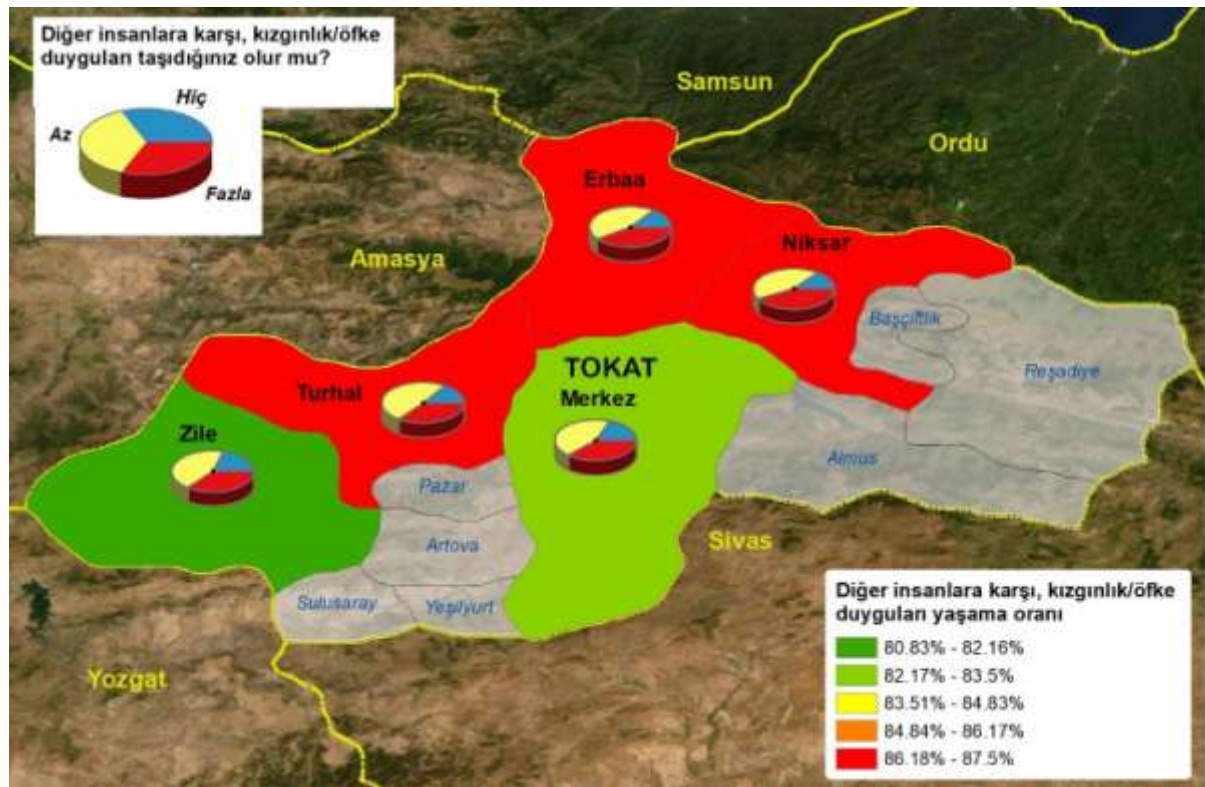 Diğer insanlara karşı, kızgınlık/öfke
duyguları taşıdığınız olur mu?
Hiç
Az
Fazla
Samsun
Ordu
Erbaa
Niksar
Amasya
Başçiftlik
Reşadiye
TOKAT
Merkez
Turhal
Zile
Almus
Pazar
Artova
Sivas
Sulusaray
Yeşilyurt
Yozgat
Diğer insanlara karşı, kızgınlık/öfke
duyguları yaşama oranı
80.83% - 82.16%
82.17% - 83.5%
83.51% - 84.83%
84.84% - 86.17%
86.18% - 87.5%